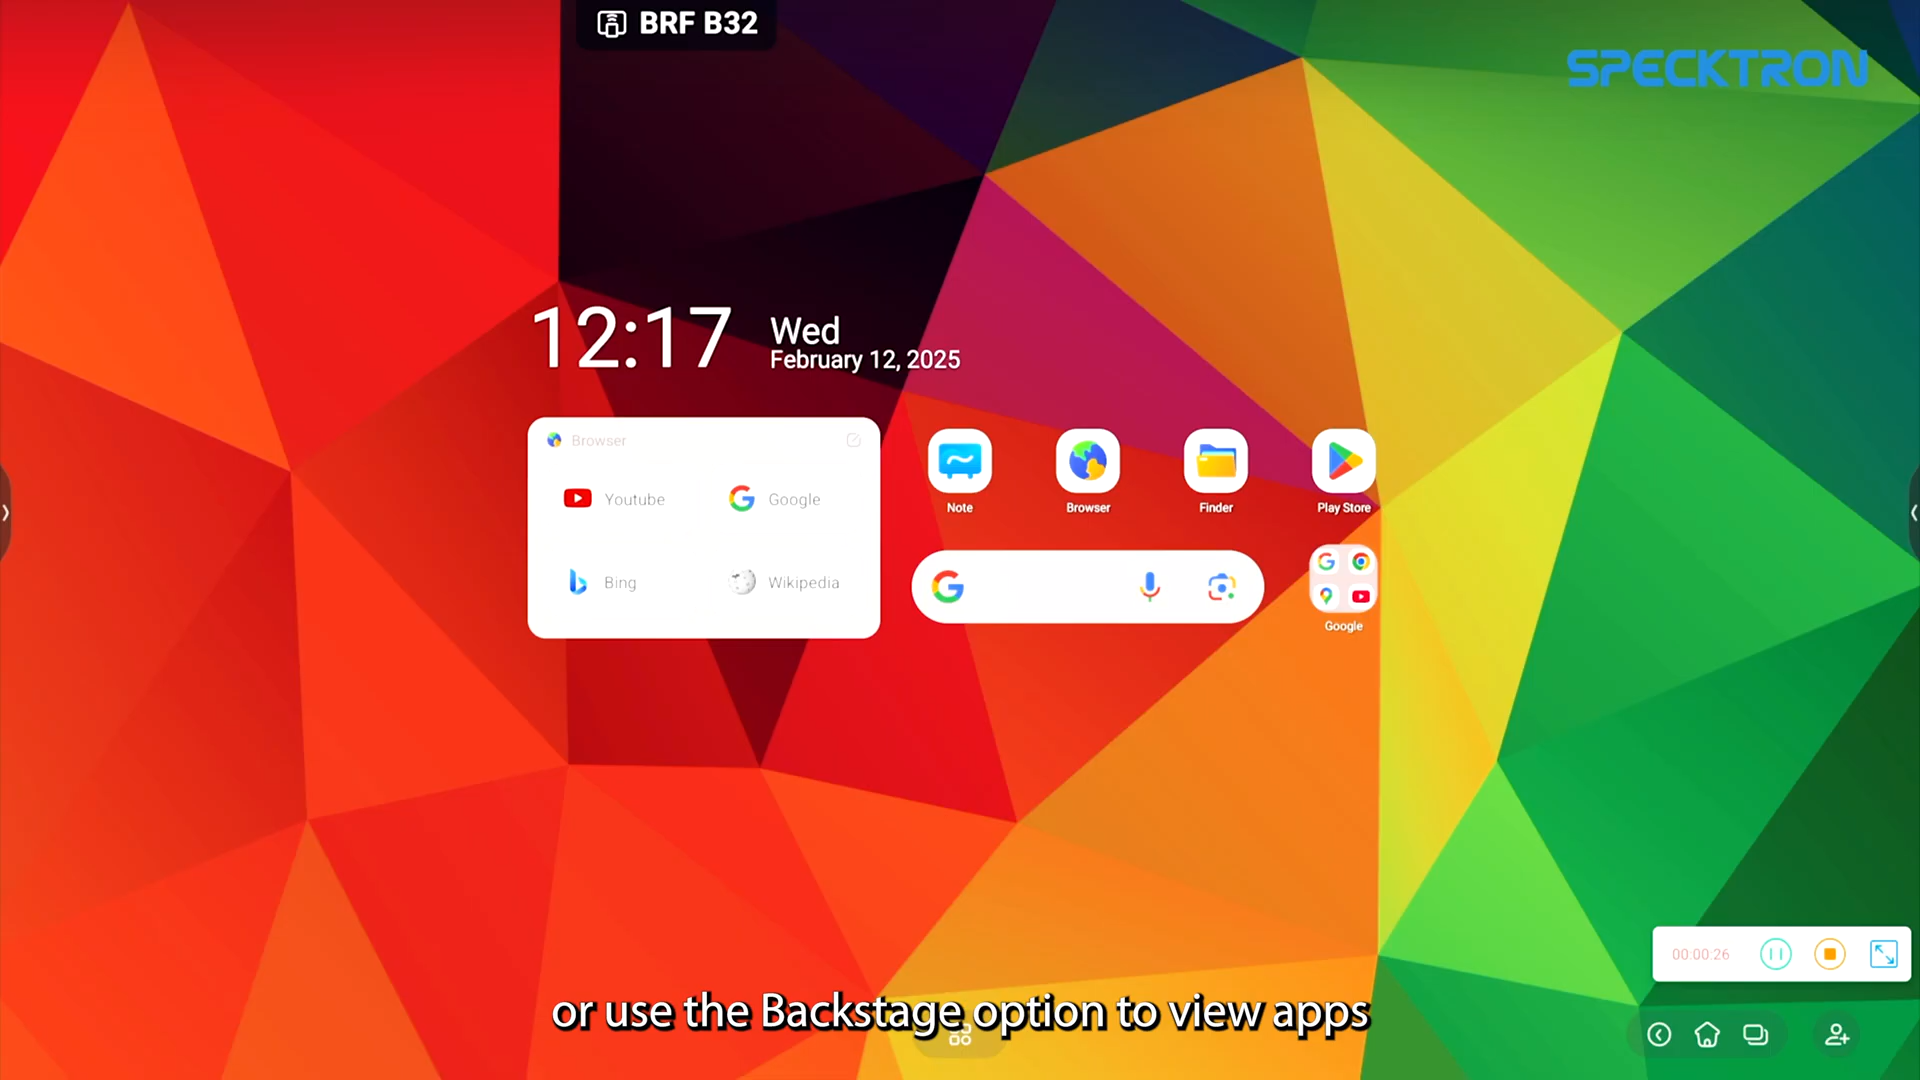 BRF B32
SPECKTRON
12:17
Wed
February 12, 2025
Browser
Youtube
Google
Bing
Wikipedia
Note
Browser
Finder
Play Store
Google
00:00:26
or use the Backstage option to view apps